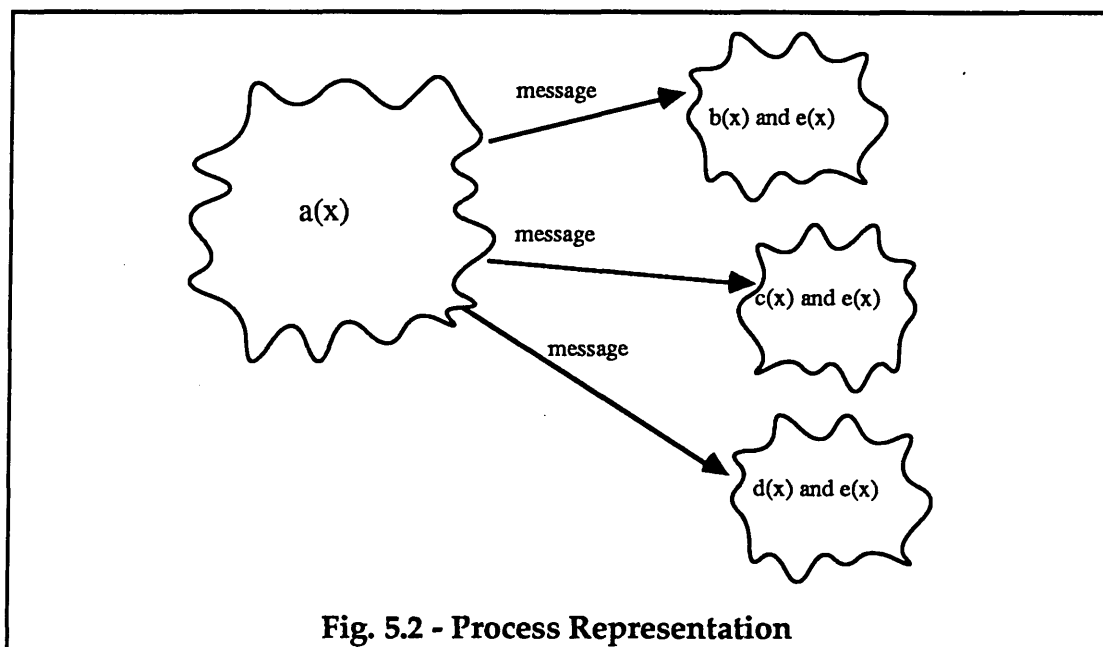 message
b(x) and e(x)
a(x)
message
c(x) and e(x)
message
d(x) and e(x)
Fig. 5.2 - Process Representation